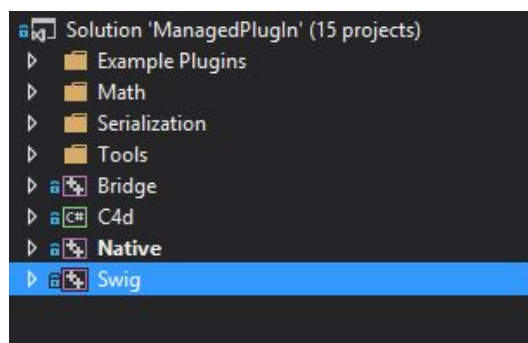 Solution 'ManagedPlugIn' (15 projects)
Example Plugins
Math
Serialization
Tools
Bridge
C# C4d
Native
Swig